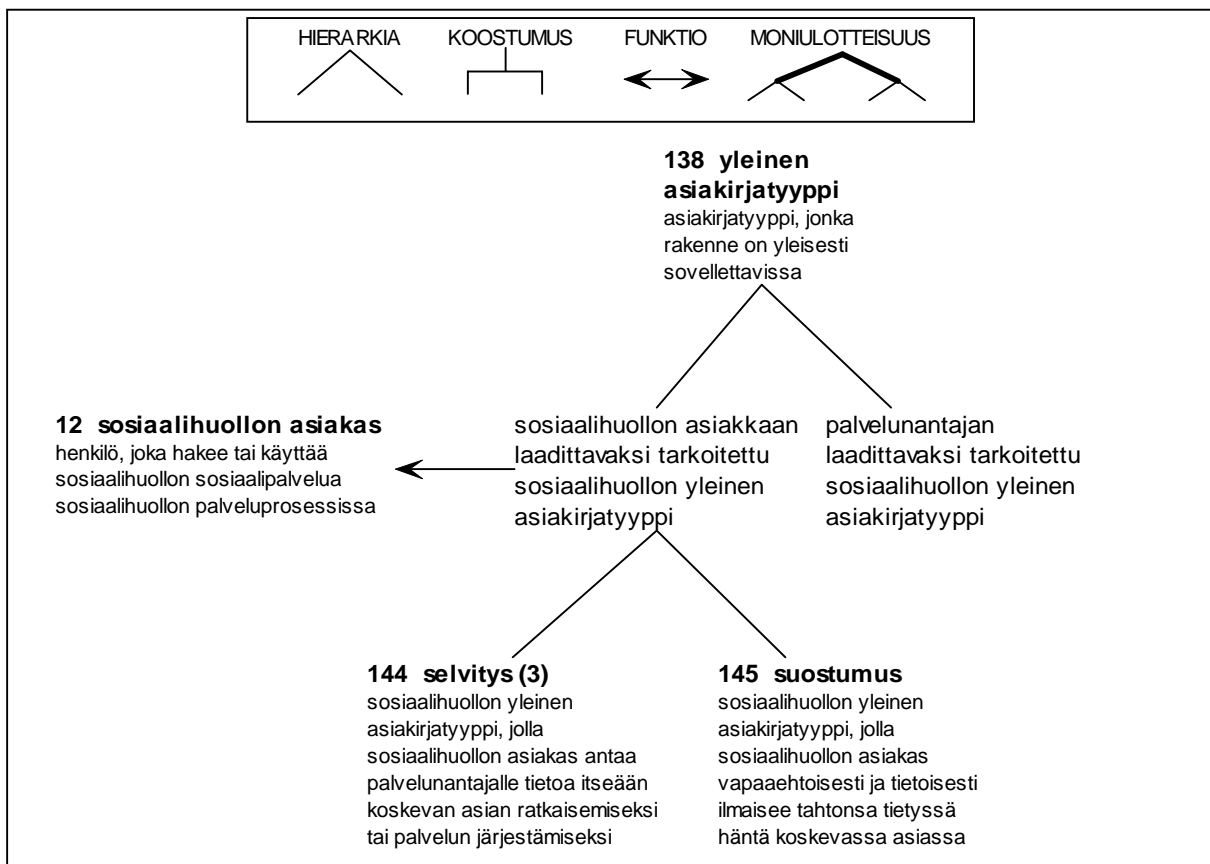 HIERARKIA KOOSTUMUS FUNKTIO MONIULOTTEISUUS
138 yleinen
asiakirjatyyppi
asiakirjatyyppi, jonka
rakenne on yleisesti
sovellettavissa
12 sosiaalihuollon asiakas
henkilö, joka hakee tai käyttää
sosiaalihuollon sosiaalipalvelua
sosiaalihuollon palveluprosessissa
sosiaalihuollon asiakkaan
laadittavaksi tarkoitettu
sosiaalihuollon yleinen
asiakirjatyyppi
palvelunantajan
laadittavaksi tarkoitettu
sosiaalihuollon yleinen
asiakirjatyyppi
144 selvitys (3)
sosiaalihuollon yleinen
asiakirjatyyppi, jolla
sosiaalihuollon asiakas antaa
palvelunantajalle tietoa itseään
koskevan asian ratkaisemiseksi
tai palvelun järjestämiseksi
145 suostumus
sosiaalihuollon yleinen
asiakirjatyyppi, jolla
sosiaalihuollon asiakas
vapaaehtoisesti ja tietoisesti
ilmaisee tahtonsa tietyssä
häntä koskevassa asiassa